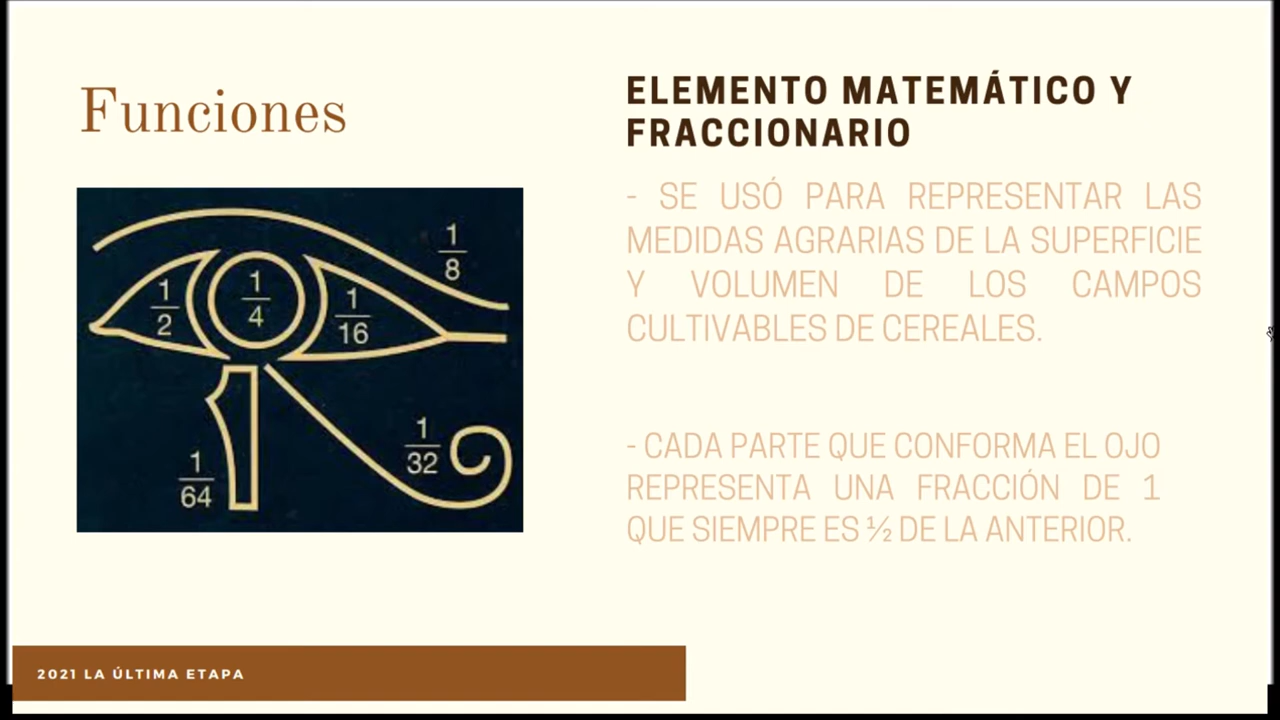 Funciones
1/8
1/2
1/4
1/16
1/32
1/64
ELEMENTO MATEMÁTICO Y
FRACCIONARIO
- SE USÓ PARA REPRESENTAR LAS
MEDIDAS AGRARIAS DE LA SUPERFICIE
Y VOLUMEN DE LOS CAMPOS
CULTIVABLES DE CEREALES.
- CADA PARTE QUE CONFORMA EL OJO
REPRESENTA UNA FRACCIÓN DE 1
QUE SIEMPRE ES ½ DE LA ANTERIOR.
2021 LA ÚLTIMA ETAPA